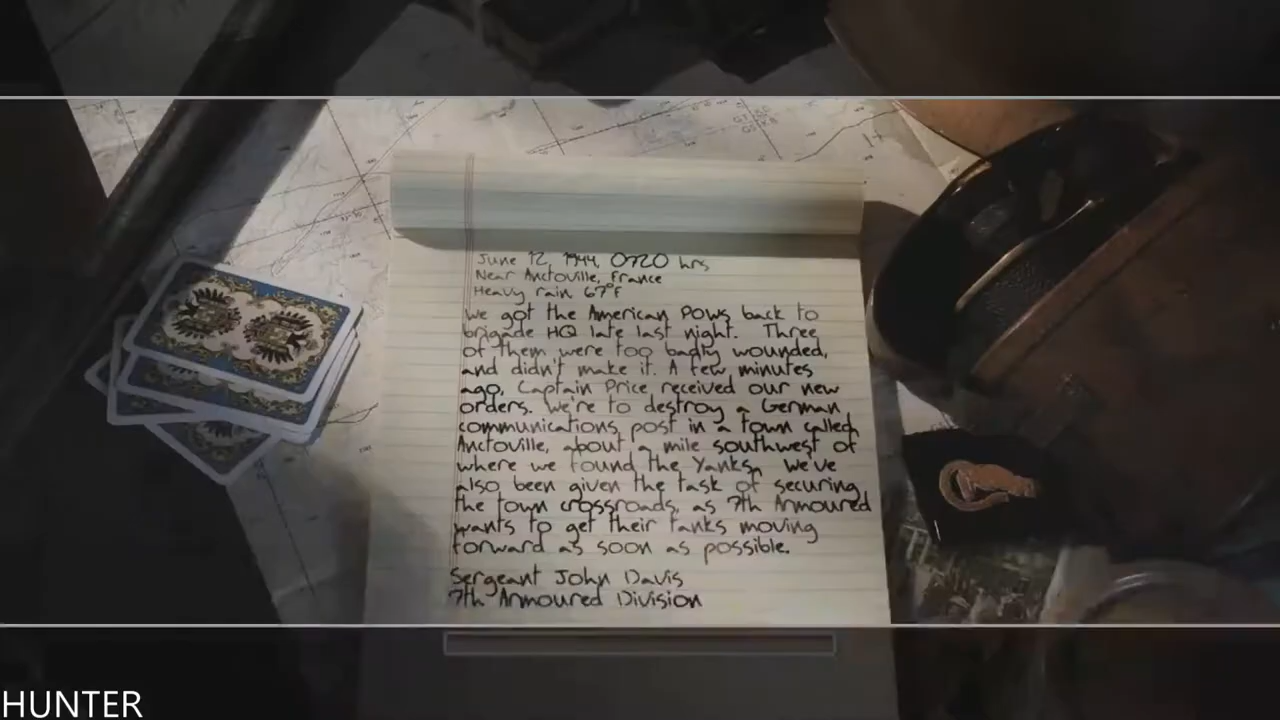 June 12, 1944, 0720 hrs
Near Anctoville, France
Heavy rain 67°F
We got the American POWs back to
brigade HQ late last night. Three
of them were too badly wounded,
and didn't make it. A few minutes
ago, Captain Price received our new
orders. We're to destroy a German
communications post in a town called
Anctoville, about a mile southwest of
where we found the Yanks. We've
also been given the task of securing
the town crossroads, as 7th Armoured
wants to get their tanks moving
forward as soon as possible.
Sergeant John Davis
7th Armoured Division
HUNTER